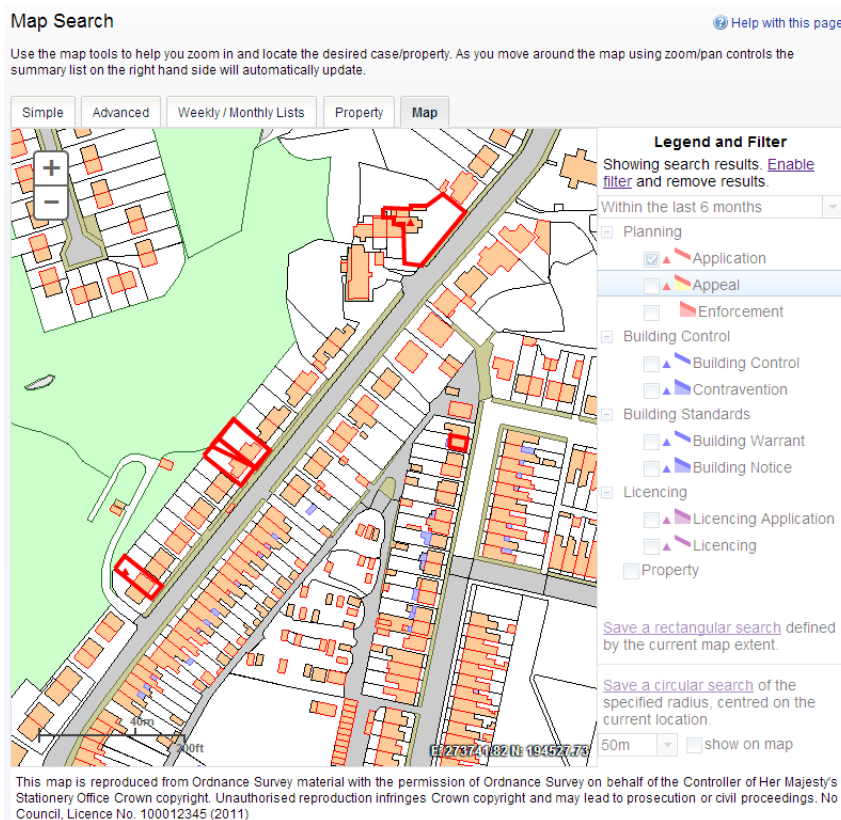 Map Search
Help with this page
Use the map tools to help you zoom in and locate the desired case/property. As you move around the map using zoom/pan controls the
summary list on the right hand side will automatically update.
Simple
Advanced
Weekly / Monthly Lists
Property
Map
+
−
Legend and Filter
Showing search results. Enable
filter and remove results.
Within the last 6 months
Planning
Application
Appeal
Enforcement
Building Control
Building Control
Contravention
Building Standards
Building Warrant
Building Notice
Licencing
Licencing Application
Licencing
Property
Save a rectangular search defined
by the current map extent.
Save a circular search of the
specified radius, centred on the
current location.
50m
show on map
40m
200ft
This map is reproduced from Ordnance Survey material with the permission of Ordnance Survey on behalf of the Controller of Her Majesty's
Stationery Office Crown copyright. Unauthorised reproduction infringes Crown copyright and may lead to prosecution or civil proceedings. No
Council, Licence No. 100012345 (2011)